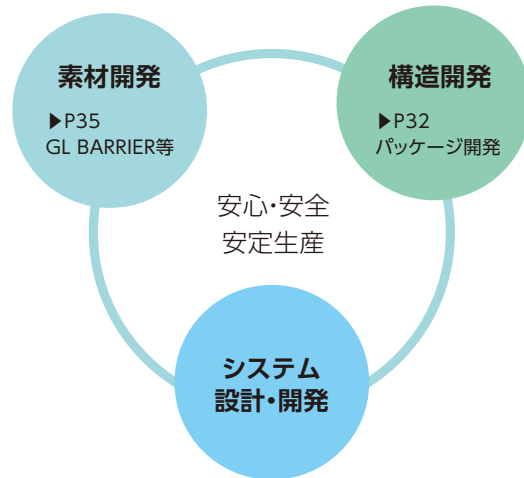 素材開発
▶P35
GL BARRIER等
構造開発
▶P32
パッケージ開発
安心・安全
安定生産
システム
設計・開発